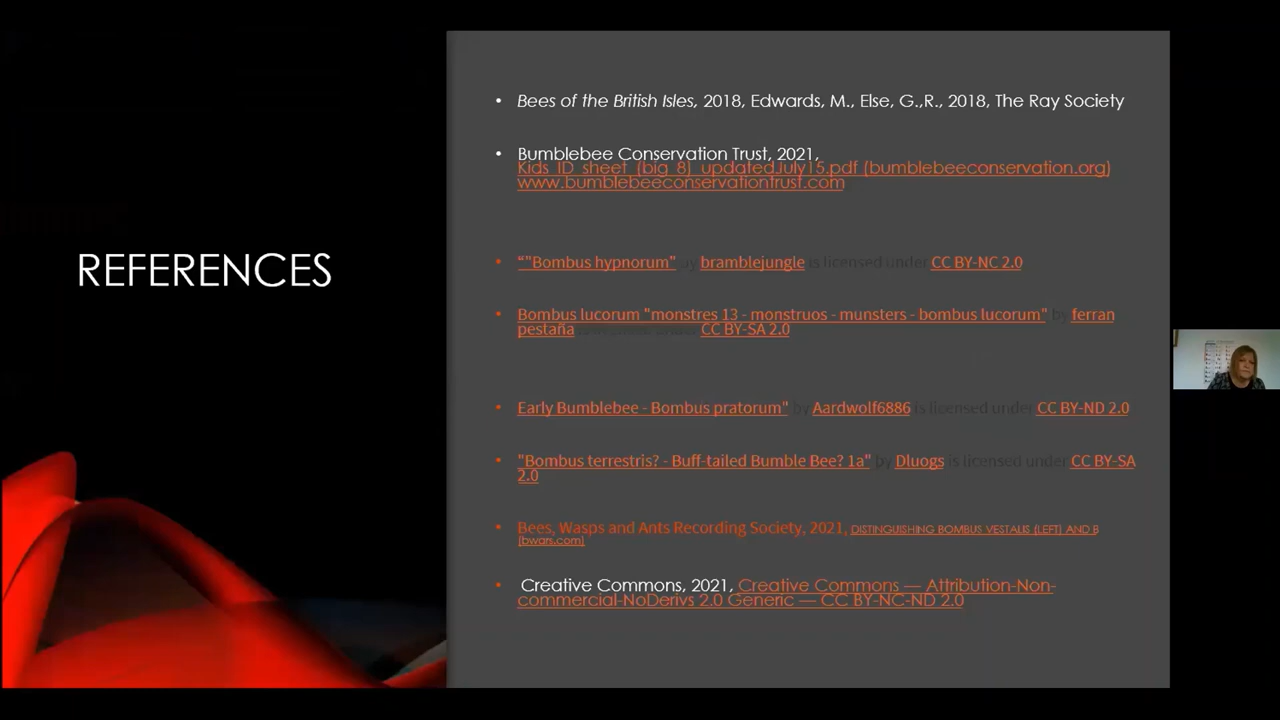 REFERENCES
• Bees of the British Isles, 2018, Edwards, M., Else, G.,R., 2018, The Ray Society
• Bumblebee Conservation Trust, 2021,
Kids_ID_sheet_(big_8)_updatedJuly15.pdf (bumblebeeconservation.org)
www.bumblebeeconservationtrust.com
• “"Bombus hypnorum" by bramblejungle is licensed under CC BY-NC 2.0
• Bombus lucorum "monstres 13 - monstruos - munsters - bombus lucorum" by ferran
pestaña CC BY-SA 2.0
• Early Bumblebee - Bombus pratorum" by Aardwolf6886 is licensed under CC BY-ND 2.0
• "Bombus terrestris? - Buff-tailed Bumble Bee? 1a" by Dluogs is licensed under CC BY-SA
2.0
• Bees, Wasps and Ants Recording Society, 2021, DISTINGUISHING BOMBUS VESTALIS (LEFT) AND B
(bwars.com)
• Creative Commons, 2021, Creative Commons — Attribution-Non-
commercial-NoDerivs 2.0 Generic — CC BY-NC-ND 2.0